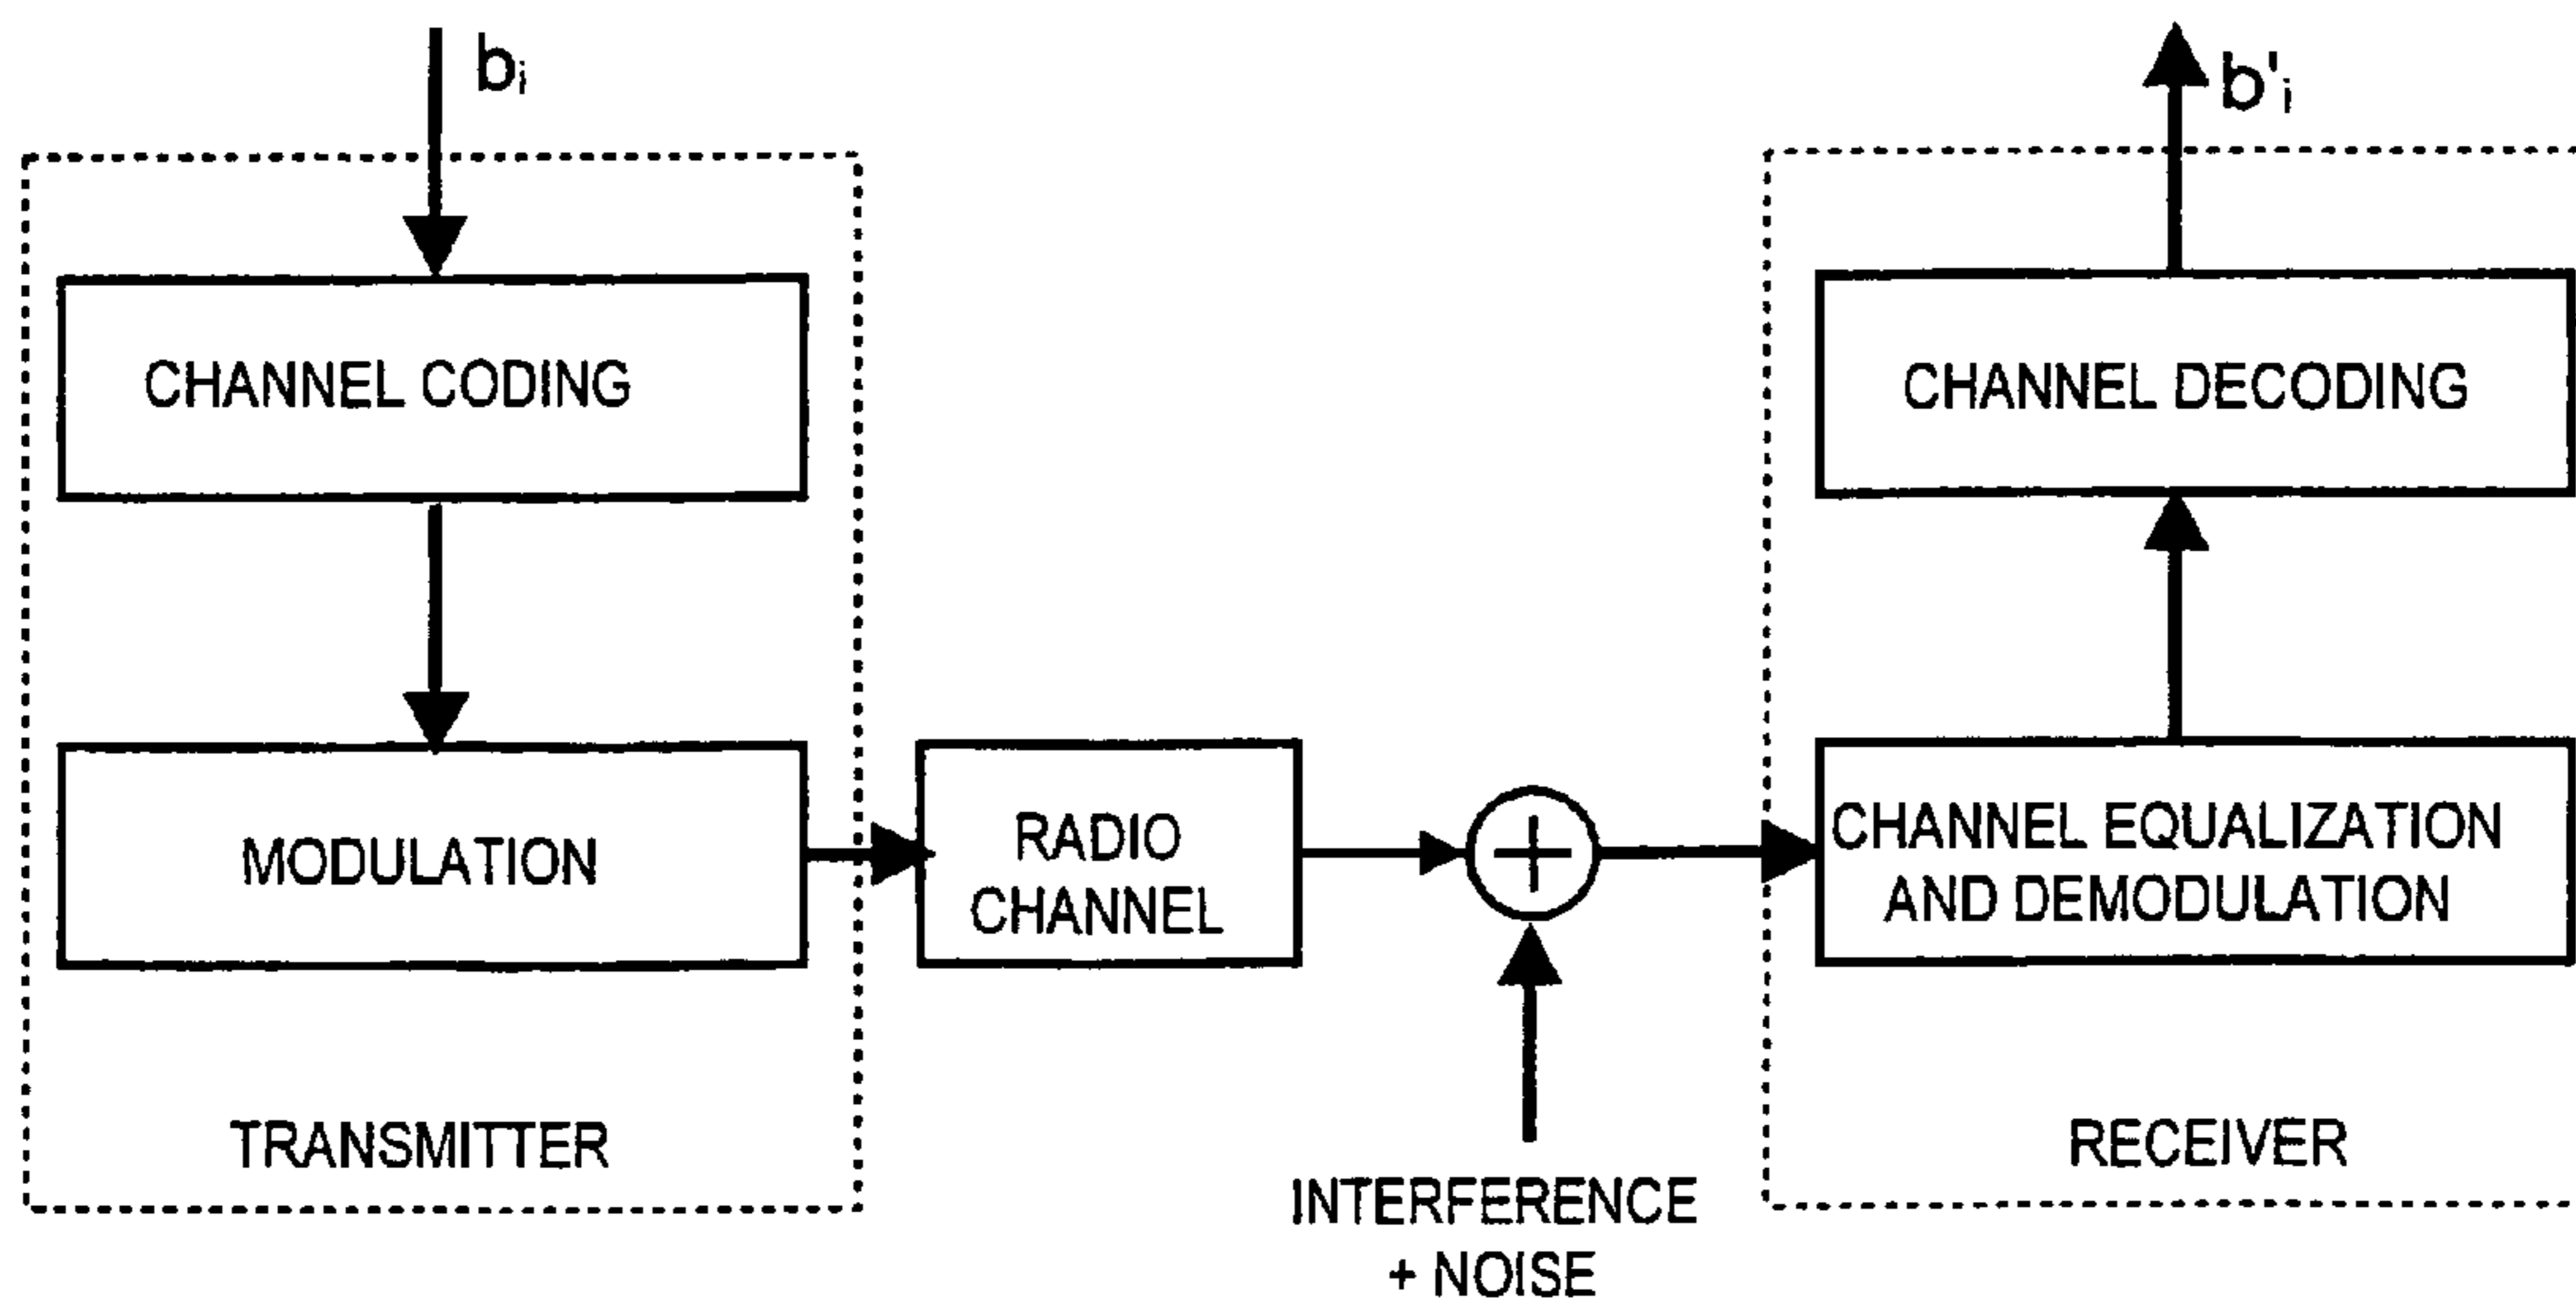 bi
b'i
CHANNEL CODING
CHANNEL DECODING
MODULATION
RADIO
CHANNEL
+
CHANNEL EQUALIZATION
AND DEMODULATION
TRANSMITTER
RECEIVER
INTERFERENCE
+ NOISE